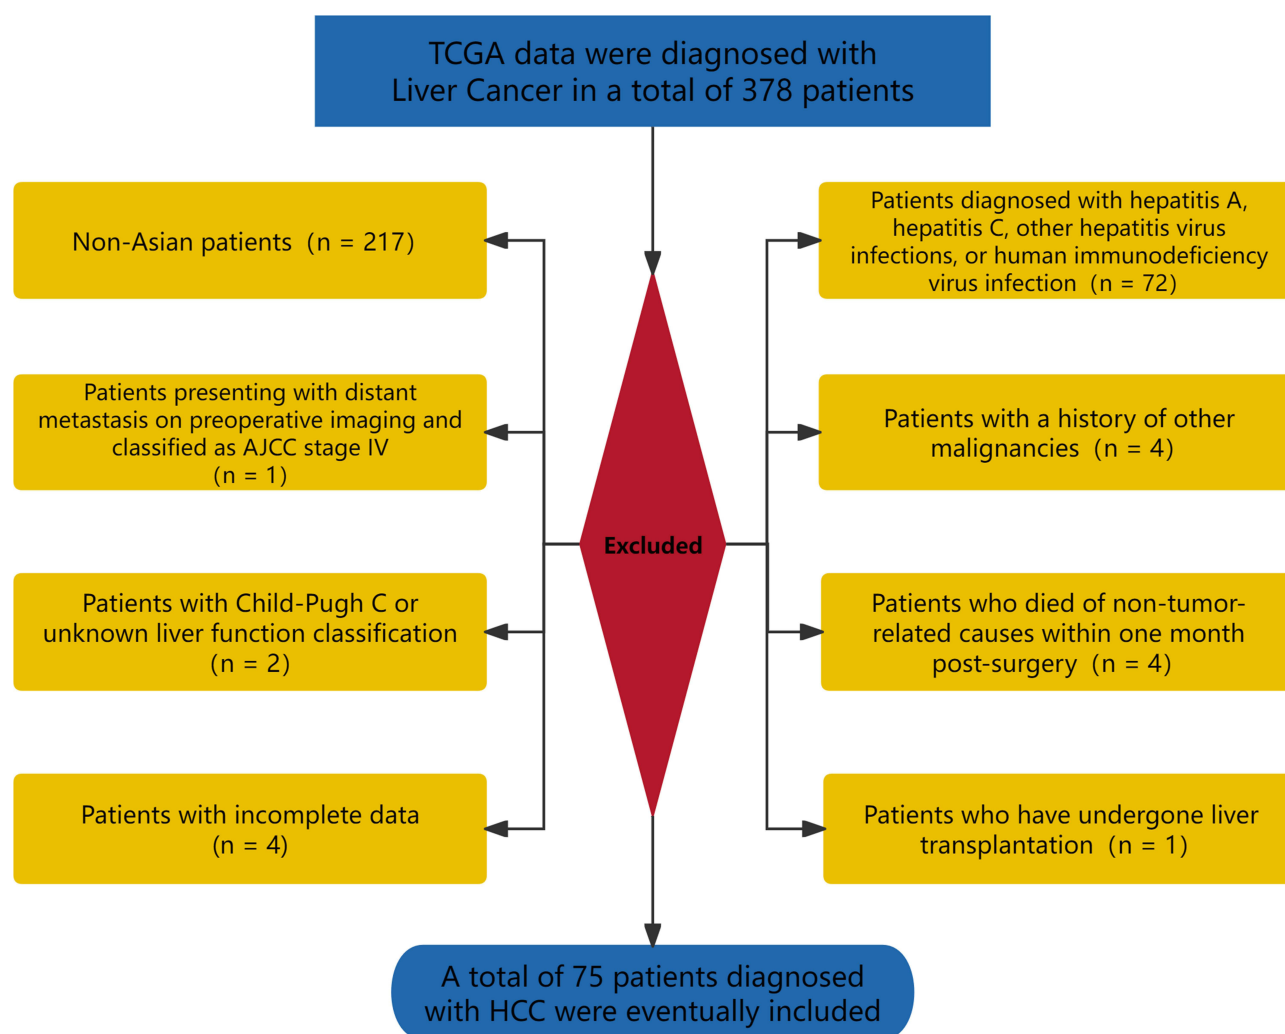 TCGA data were diagnosed with
Liver Cancer in a total of 378 patients
Non-Asian patients (n = 217)
Patients diagnosed with hepatitis A,
hepatitis C, other hepatitis virus
infections, or human immunodeficiency
virus infection (n = 72)
Patients presenting with distant
metastasis on preoperative imaging and
classified as AJCC stage IV
(n = 1)
Patients with a history of other
malignancies (n = 4)
Excluded
Patients with Child-Pugh C or
unknown liver function classification
(n = 2)
Patients who died of non-tumor-
related causes within one month
post-surgery (n = 4)
Patients with incomplete data
(n = 4)
Patients who have undergone liver
transplantation (n = 1)
A total of 75 patients diagnosed
with HCC were eventually included